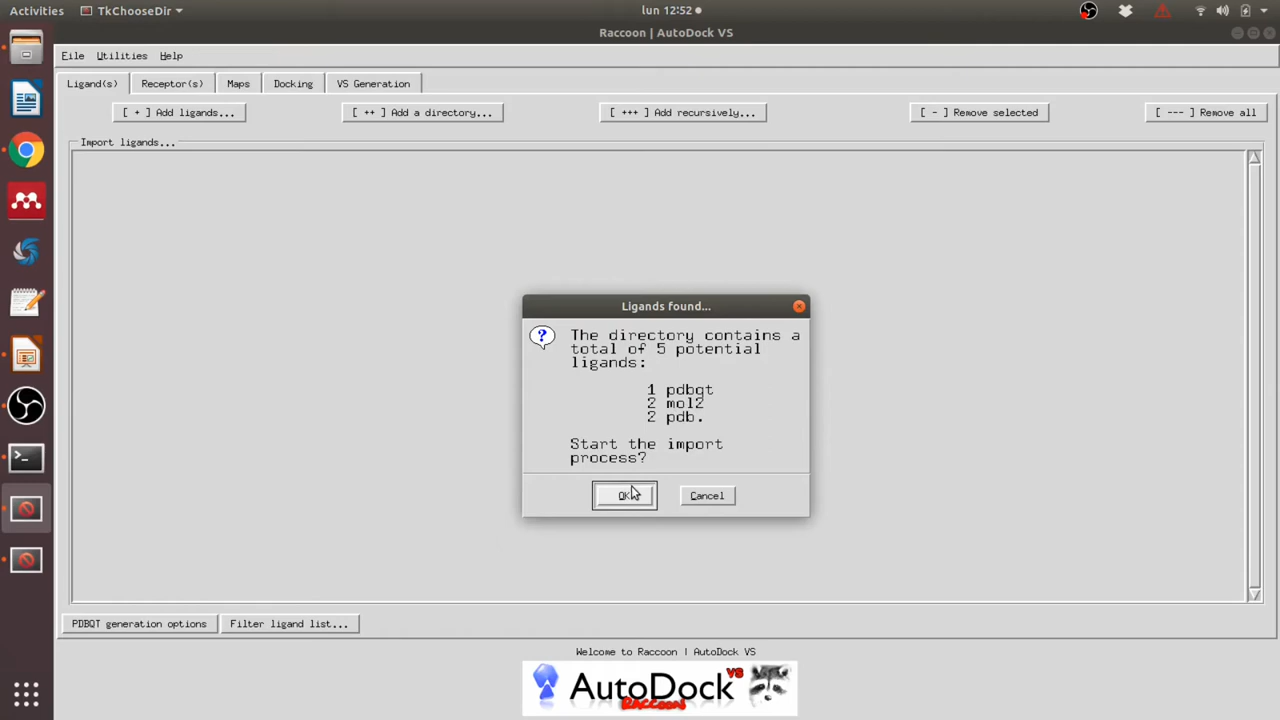 Activities
TkChooseDir
lun 12:52
Raccoon | AutoDock VS
File Utilities Help
Ligand(s) Receptor(s) Maps Docking VS Generation
[ + ] Add ligands...
[ ++ ] Add a directory...
[ +++ ] Add recursively...
[ - ] Remove selected
[ --- ] Remove all
Import ligands...
Ligands found...
?
The directory contains a
total of 5 potential
ligands:
1 pdbqt
2 mol2
2 pdb.
Start the import
process?
OK
Cancel
PDBQT generation options
Filter ligand list...
Welcome to Raccoon | AutoDock VS
AutoDock VS
RACCOON